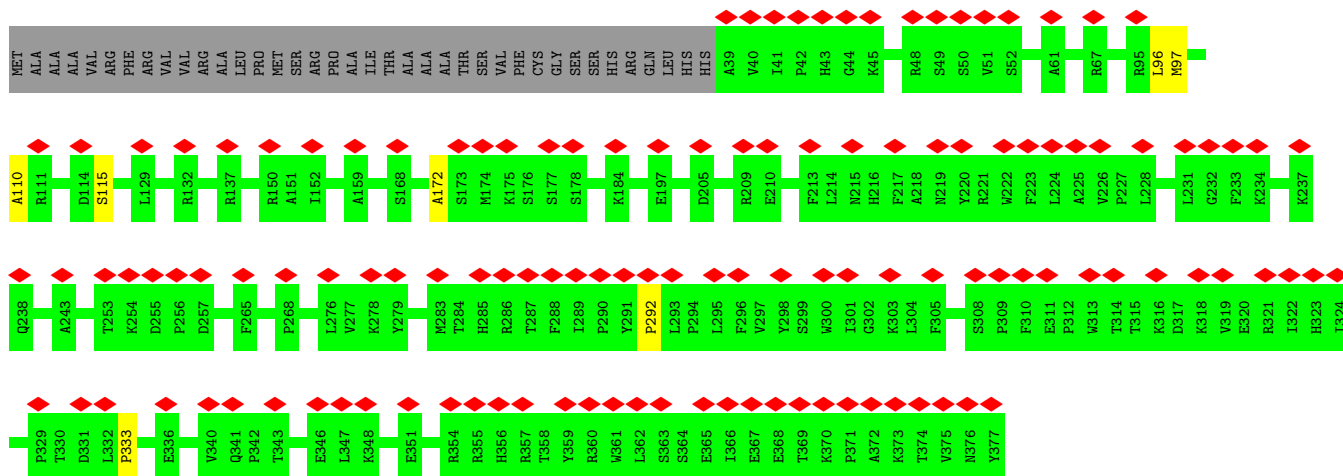 MET ALA ALA ALA VAL ARG PHE ARG VAL VAL ARG ALA LEU PRO MET SER ARG PRO ALA ILE THR ALA ALA ALA THR SER VAL PHE CYS GLY SER SER HIS ARG GLN LEU HIS HIS A39 V40 I41 P42 H43 G44 K45 R48 S49 S50 V51 S52 A61 R67 R95 L96 M97
A110 R111 D114 S115 L129 R132 R137 R150 A151 I152 A159 S168 A172 S173 M174 K175 S176 S177 S178 K184 E197 D205 R209 E210 F213 L214 N215 H216 F217 A218 N219 Y220 R221 W222 F223 L224 A225 V226 P227 L228 L231 G232 F233 K234 K237
Q238 A243 T253 K254 D255 P256 D257 F265 P268 L276 V277 K278 Y279 M283 T284 H285 R286 T287 F288 I289 P290 Y291 P292 L293 P294 L295 F296 V297 Y298 S299 W300 I301 G302 K303 L304 F305 S308 P309 F310 E311 P312 W313 T314 T315 K316 D317 K318 V319 E320 R321 I322 H323 I324
P329 T330 D331 L332 P333 E336 V340 Q341 P342 T343 E346 L347 K348 E351 R354 R355 H356 R357 T358 Y359 R360 W361 L362 S363 S364 E365 I366 E367 E368 T369 K370 P371 A372 K373 T374 V375 N376 Y377